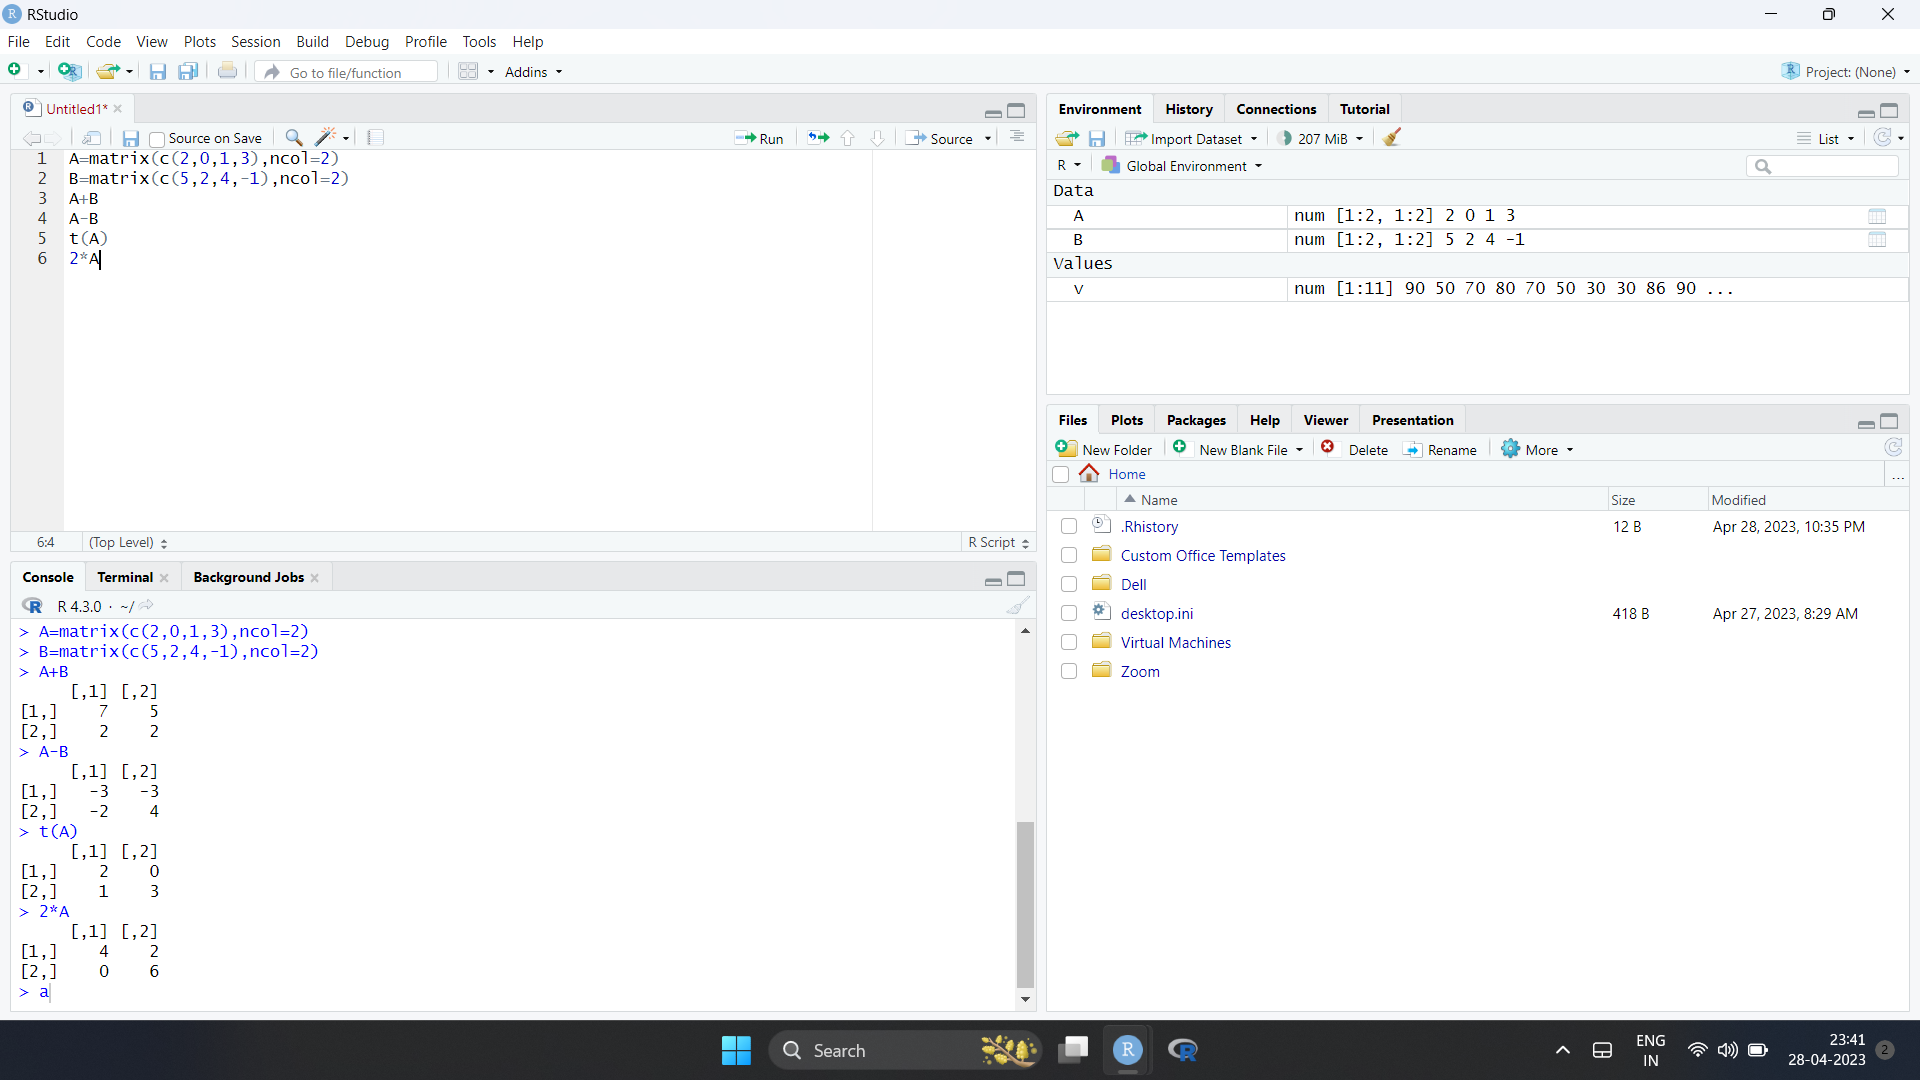 RStudio
File Edit Code View Plots Session Build Debug Profile Tools Help
Go to file/function Addins Project: (None)
Untitled1*
Source on Save Run Source
1 A=matrix(c(2,0,1,3),ncol=2)
2 B=matrix(c(5,2,4,-1),ncol=2)
3 A+B
4 A-B
5 t(A)
6 2*A
6:4 (Top Level) R Script
Console Terminal Background Jobs
R 4.3.0 · ~/
> A=matrix(c(2,0,1,3),ncol=2)
> B=matrix(c(5,2,4,-1),ncol=2)
> A+B
[,1] [,2]
[1,] 7 5
[2,] 2 2
> A-B
[,1] [,2]
[1,] -3 -3
[2,] -2 4
> t(A)
[,1] [,2]
[1,] 2 0
[2,] 1 3
> 2*A
[,1] [,2]
[1,] 4 2
[2,] 0 6
> a
Environment History Connections Tutorial
Import Dataset 207 MiB List
R Global Environment
Data
A num [1:2, 1:2] 2 0 1 3
B num [1:2, 1:2] 5 2 4 -1
Values
v num [1:11] 90 50 70 80 70 50 30 30 86 90 ...
Files Plots Packages Help Viewer Presentation
New Folder New Blank File Delete Rename More
Home ...
Name Size Modified
.Rhistory 12 B Apr 28, 2023, 10:35 PM
Custom Office Templates
Dell
desktop.ini 418 B Apr 27, 2023, 8:29 AM
Virtual Machines
Zoom
Search
ENG
IN
23:41
28-04-2023
2